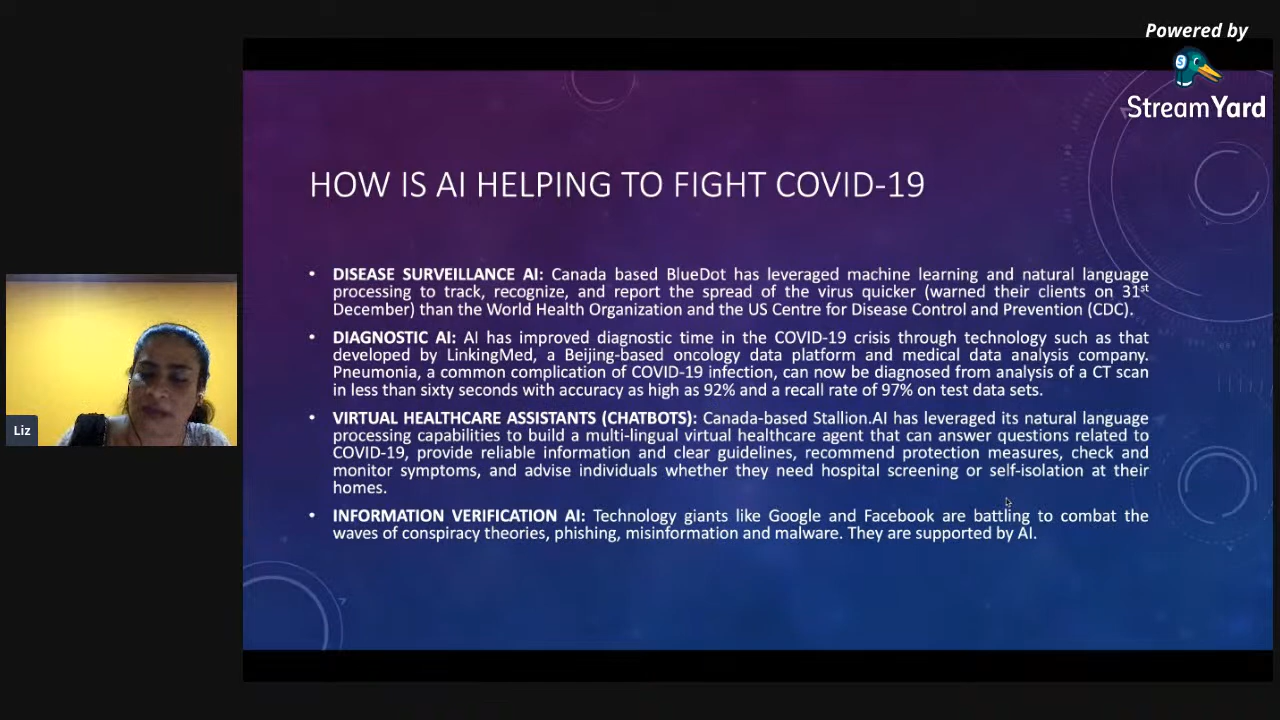 Powered by
StreamYard
HOW IS AI HELPING TO FIGHT COVID-19
• DISEASE SURVEILLANCE AI: Canada based BlueDot has leveraged machine learning and natural language
processing to track, recognize, and report the spread of the virus quicker (warned their clients on 31st
December) than the World Health Organization and the US Centre for Disease Control and Prevention (CDC).
• DIAGNOSTIC AI: AI has improved diagnostic time in the COVID-19 crisis through technology such as that
developed by LinkingMed, a Beijing-based oncology data platform and medical data analysis company.
Pneumonia, a common complication of COVID-19 infection, can now be diagnosed from analysis of a CT scan
in less than sixty seconds with accuracy as high as 92% and a recall rate of 97% on test data sets.
• VIRTUAL HEALTHCARE ASSISTANTS (CHATBOTS): Canada-based Stallion.AI has leveraged its natural language
processing capabilities to build a multi-lingual virtual healthcare agent that can answer questions related to
COVID-19, provide reliable information and clear guidelines, recommend protection measures, check and
monitor symptoms, and advise individuals whether they need hospital screening or self-isolation at their
homes.
• INFORMATION VERIFICATION AI: Technology giants like Google and Facebook are battling to combat the
waves of conspiracy theories, phishing, misinformation and malware. They are supported by AI.
Liz